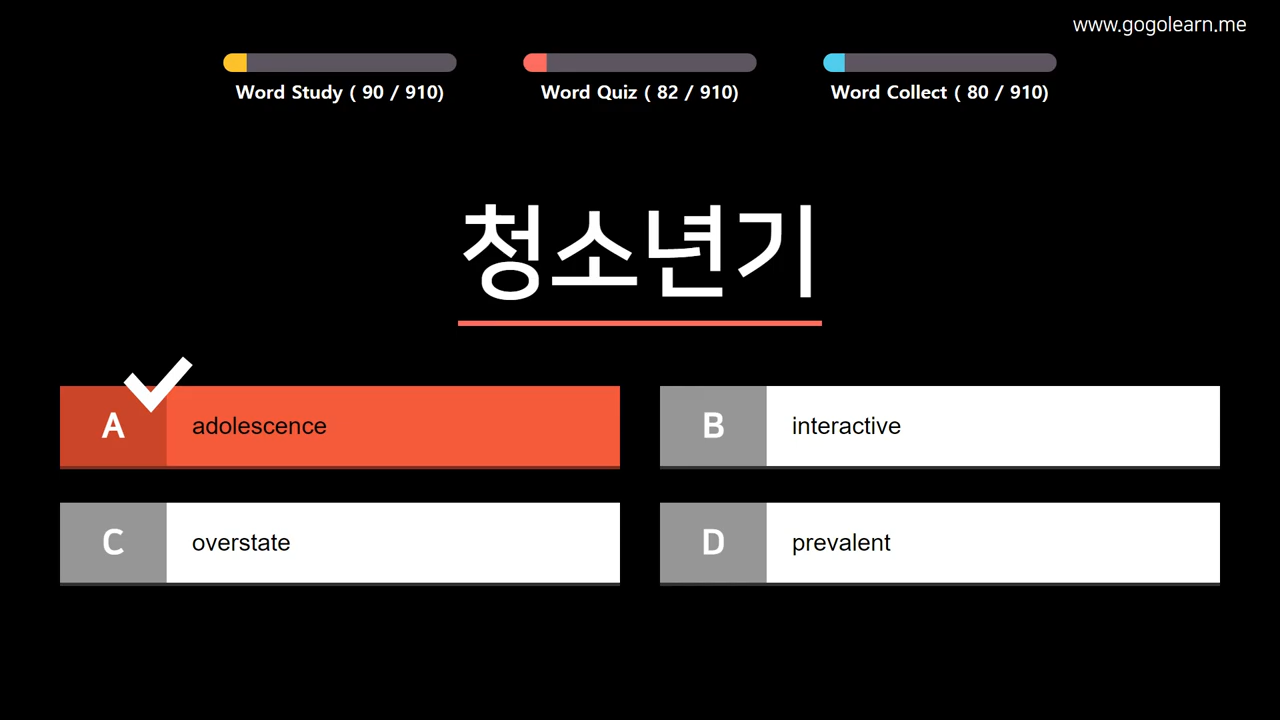 www.gogolearn.me
Word Study ( 90 / 910)
Word Quiz ( 82 / 910)
Word Collect ( 80 / 910)
청소년기
A adolescence
B interactive
C overstate
D prevalent